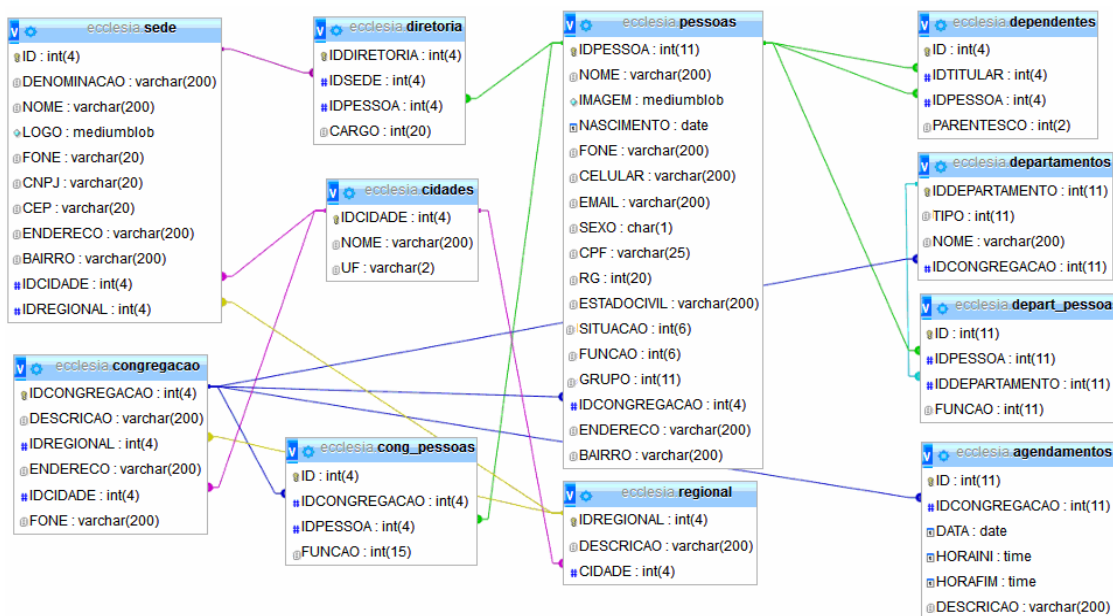 ecclesia.sede
ID : int(4)
DENOMINACAO : varchar(200)
NOME : varchar(200)
LOGO : mediumblob
FONE : varchar(20)
CNPJ : varchar(20)
CEP : varchar(20)
ENDERECO : varchar(200)
BAIRRO : varchar(200)
#IDCIDADE : int(4)
#IDREGIONAL : int(4)
ecclesia.diretoria
IDDIRETORIA : int(4)
#IDSEDE : int(4)
#IDPESSOA : int(4)
CARGO : int(20)
ecclesia.cidades
IDCIDADE : int(4)
NOME : varchar(200)
UF : varchar(2)
ecclesia.pessoas
IDPESSOA : int(11)
NOME : varchar(200)
IMAGEM : mediumblob
NASCIMENTO : date
FONE : varchar(200)
CELULAR : varchar(200)
EMAIL : varchar(200)
SEXO : char(1)
CPF : varchar(25)
RG : int(20)
ESTADOCIVIL : varchar(200)
SITUACAO : int(6)
FUNCAO : int(6)
GRUPO : int(11)
#IDCONGREGACAO : int(4)
ENDERECO : varchar(200)
BAIRRO : varchar(200)
ecclesia.dependentes
ID : int(4)
#IDTITULAR : int(4)
#IDPESSOA : int(4)
PARENTESCO : int(2)
ecclesia.departamentos
IDDEPARTAMENTO : int(11)
TIPO : int(11)
NOME : varchar(200)
#IDCONGREGACAO : int(11)
ecclesia.depart_pessoa
ID : int(11)
#IDPESSOA : int(11)
#IDDEPARTAMENTO : int(11)
FUNCAO : int(11)
ecclesia.congregacao
IDCONGREGACAO : int(4)
DESCRICAO : varchar(200)
#IDREGIONAL : int(4)
ENDERECO : varchar(200)
#IDCIDADE : int(4)
FONE : varchar(200)
ecclesia.cong_pessoas
ID : int(4)
#IDCONGREGACAO : int(4)
#IDPESSOA : int(4)
FUNCAO : int(15)
ecclesia.regional
IDREGIONAL : int(4)
DESCRICAO : varchar(200)
#CIDADE : int(4)
ecclesia.agendamentos
ID : int(11)
#IDCONGREGACAO : int(11)
DATA : date
HORAINI : time
HORAFIM : time
DESCRICAO : varchar(200)